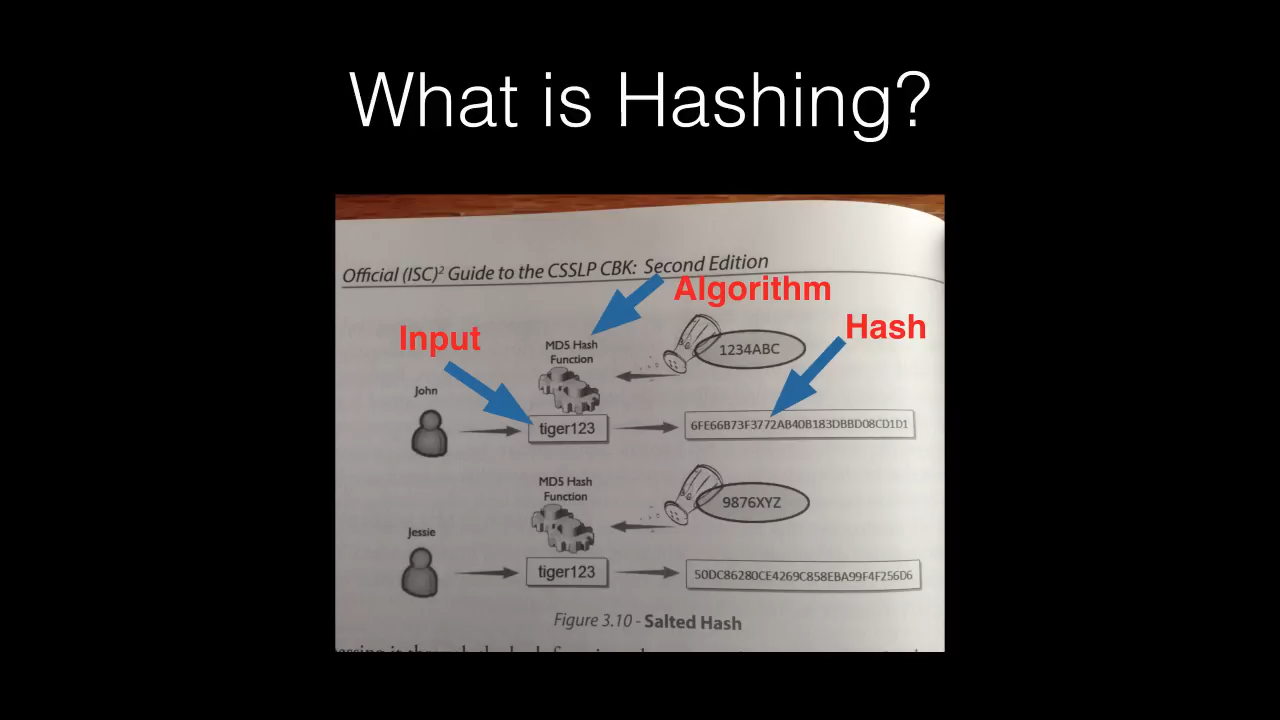 What is Hashing?
Official (ISC)² Guide to the CSSLP CBK: Second Edition
Algorithm
Hash
Input
MD5 Hash
Function
1234ABC
John
tiger123
6FE66B73F3772AB40B183DBBD08CD1D1
MD5 Hash
Function
9876XYZ
Jessie
tiger123
50DC86280CE4269C858EBA99F4F256D6
Figure 3.10 - Salted Hash